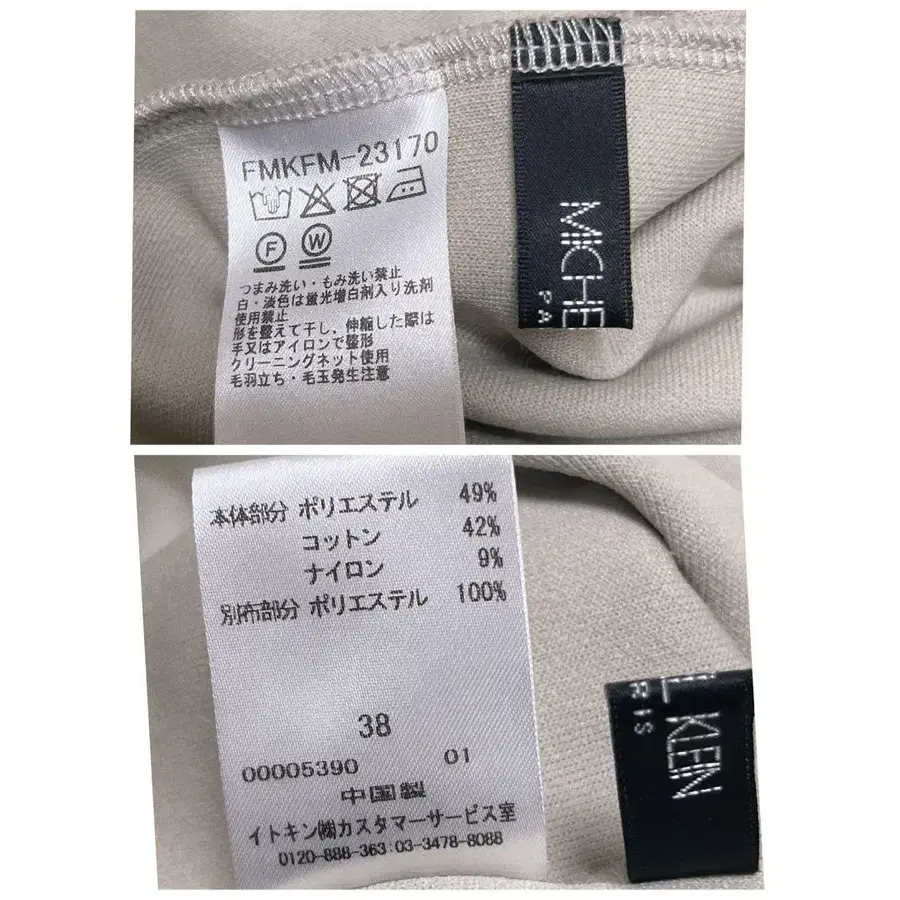 FMKFM-23170
F W
つまみ洗い・もみ洗い禁止
白・淡色は蛍光増白剤入り洗剤
使用禁止
形を整えて干し、伸縮した際は
手又はアイロンで整形
クリーニングネット使用
毛羽立ち・毛玉発生注意
MICHE
PA
本体部分 ポリエステル 49%
コットン 42%
ナイロン 9%
別布部分 ポリエステル 100%
38
00005390 01
中国製
イトキン㈱カスタマーサービス室
0120-888-363:03-3478-8088
L KLEIN
RIS